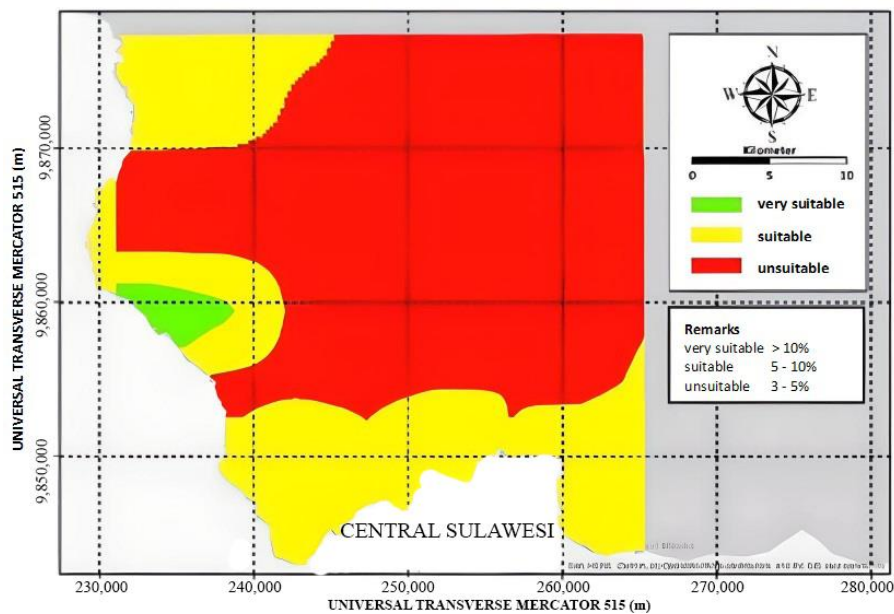 N
W E
S
Kilometer
0 5 10
very suitable
suitable
unsuitable
Remarks
very suitable > 10%
suitable 5 - 10%
unsuitable 3 - 5%
UNIVERSAL TRANSVERSE MERCATOR 515 (m)
9,870,000
9,860,000
9,850,000
CENTRAL SULAWESI
230,000 240,000 250,000 260,000 270,000 280,000
UNIVERSAL TRANSVERSE MERCATOR 515 (m)